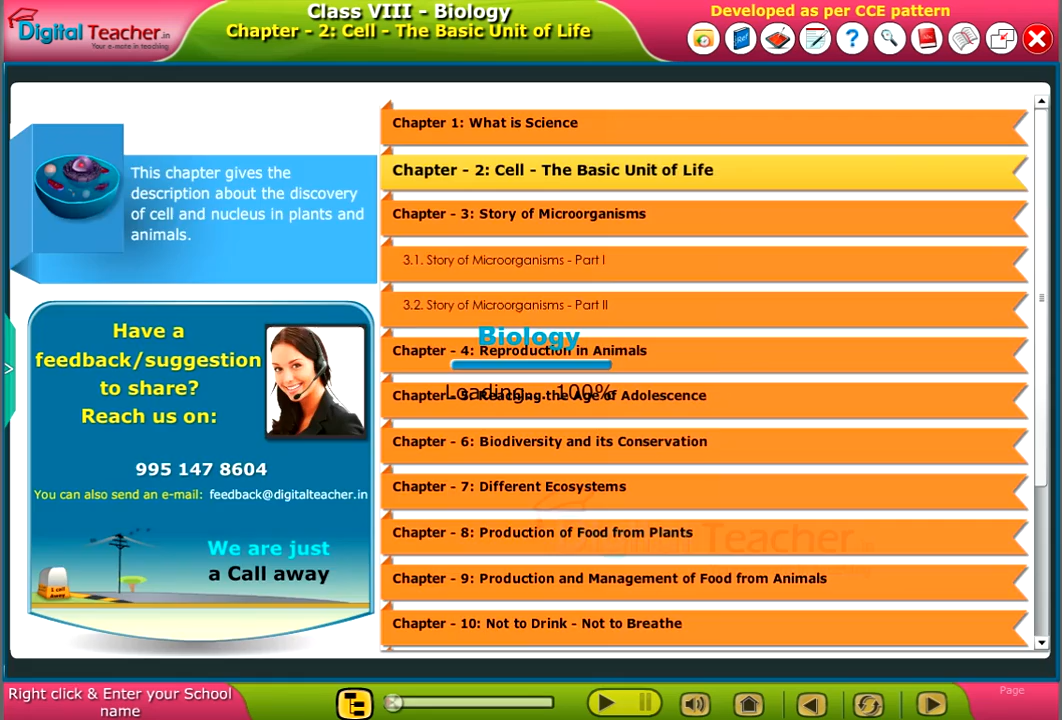 Digital Teacher.in
Your e-mate in teaching
Class VIII - Biology
Chapter - 2: Cell - The Basic Unit of Life
Developed as per CCE pattern
Ref
?
This chapter gives the
description about the discovery
of cell and nucleus in plants and
animals.
Have a
feedback/suggestion
to share?
Reach us on:
995 147 8604
You can also send an e-mail: feedback@digitalteacher.in
We are just
a Call away
1 call
Away
Chapter 1: What is Science
Chapter - 2: Cell - The Basic Unit of Life
Chapter - 3: Story of Microorganisms
3.1. Story of Microorganisms - Part I
3.2. Story of Microorganisms - Part II
Biology
Chapter - 4: Reproduction in Animals
Loading... 100%
Chapter - 5: Reaching the Age of Adolescence
Chapter - 6: Biodiversity and its Conservation
Chapter - 7: Different Ecosystems
Chapter - 8: Production of Food from Plants
Digital Teacher.in
Chapter - 9: Production and Management of Food from Animals
Chapter - 10: Not to Drink - Not to Breathe
Right click & Enter your School
name
Page